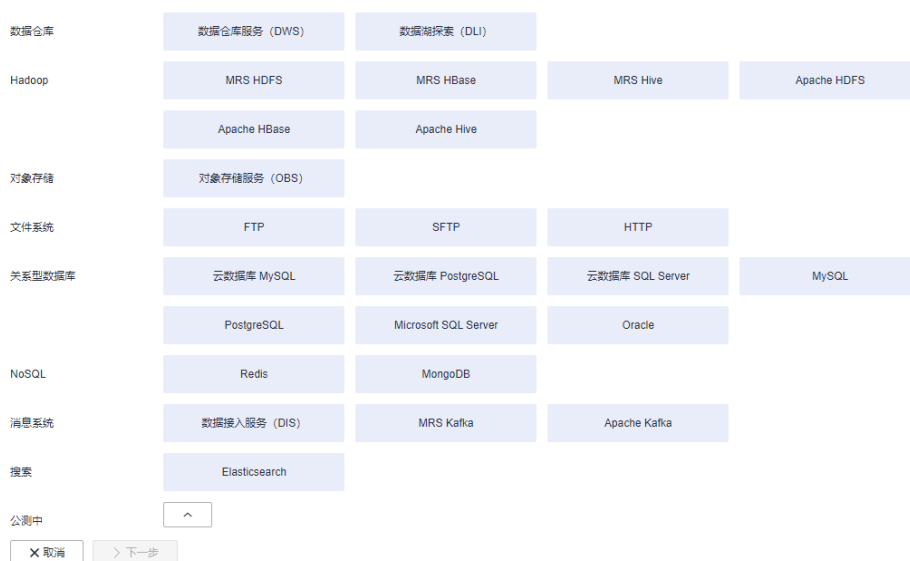 数据仓库 数据仓库服务（DWS） 数据湖探索（DLI）
Hadoop MRS HDFS MRS HBase MRS Hive Apache HDFS
Apache HBase Apache Hive
对象存储 对象存储服务（OBS）
文件系统 FTP SFTP HTTP
关系型数据库 云数据库 MySQL 云数据库 PostgreSQL 云数据库 SQL Server MySQL
PostgreSQL Microsoft SQL Server Oracle
NoSQL Redis MongoDB
消息系统 数据接入服务（DIS） MRS Kafka Apache Kafka
搜索 Elasticsearch
公测中
取消 下一步